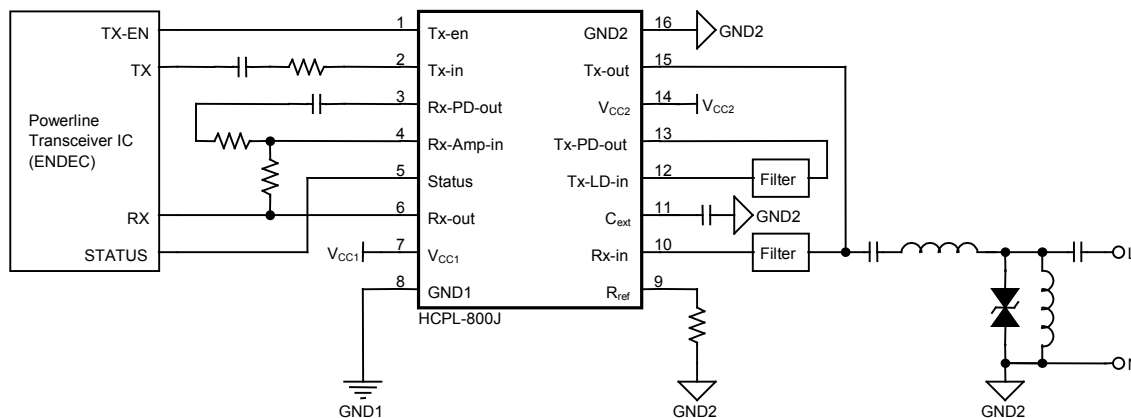 TX-EN
TX
Powerline
Transceiver IC
(ENDEC)
RX
STATUS
1
2
3
4
5
6
7
8
VCC1
GND1
Tx-en
Tx-in
Rx-PD-out
Rx-Amp-in
Status
Rx-out
VCC1
GND1
HCPL-800J
GND2
Tx-out
VCC2
Tx-PD-out
Tx-LD-in
Cext
Rx-in
Rref
16
15
14
13
12
11
10
9
GND2
VCC2
Filter
GND2
Filter
GND2
GND2
L